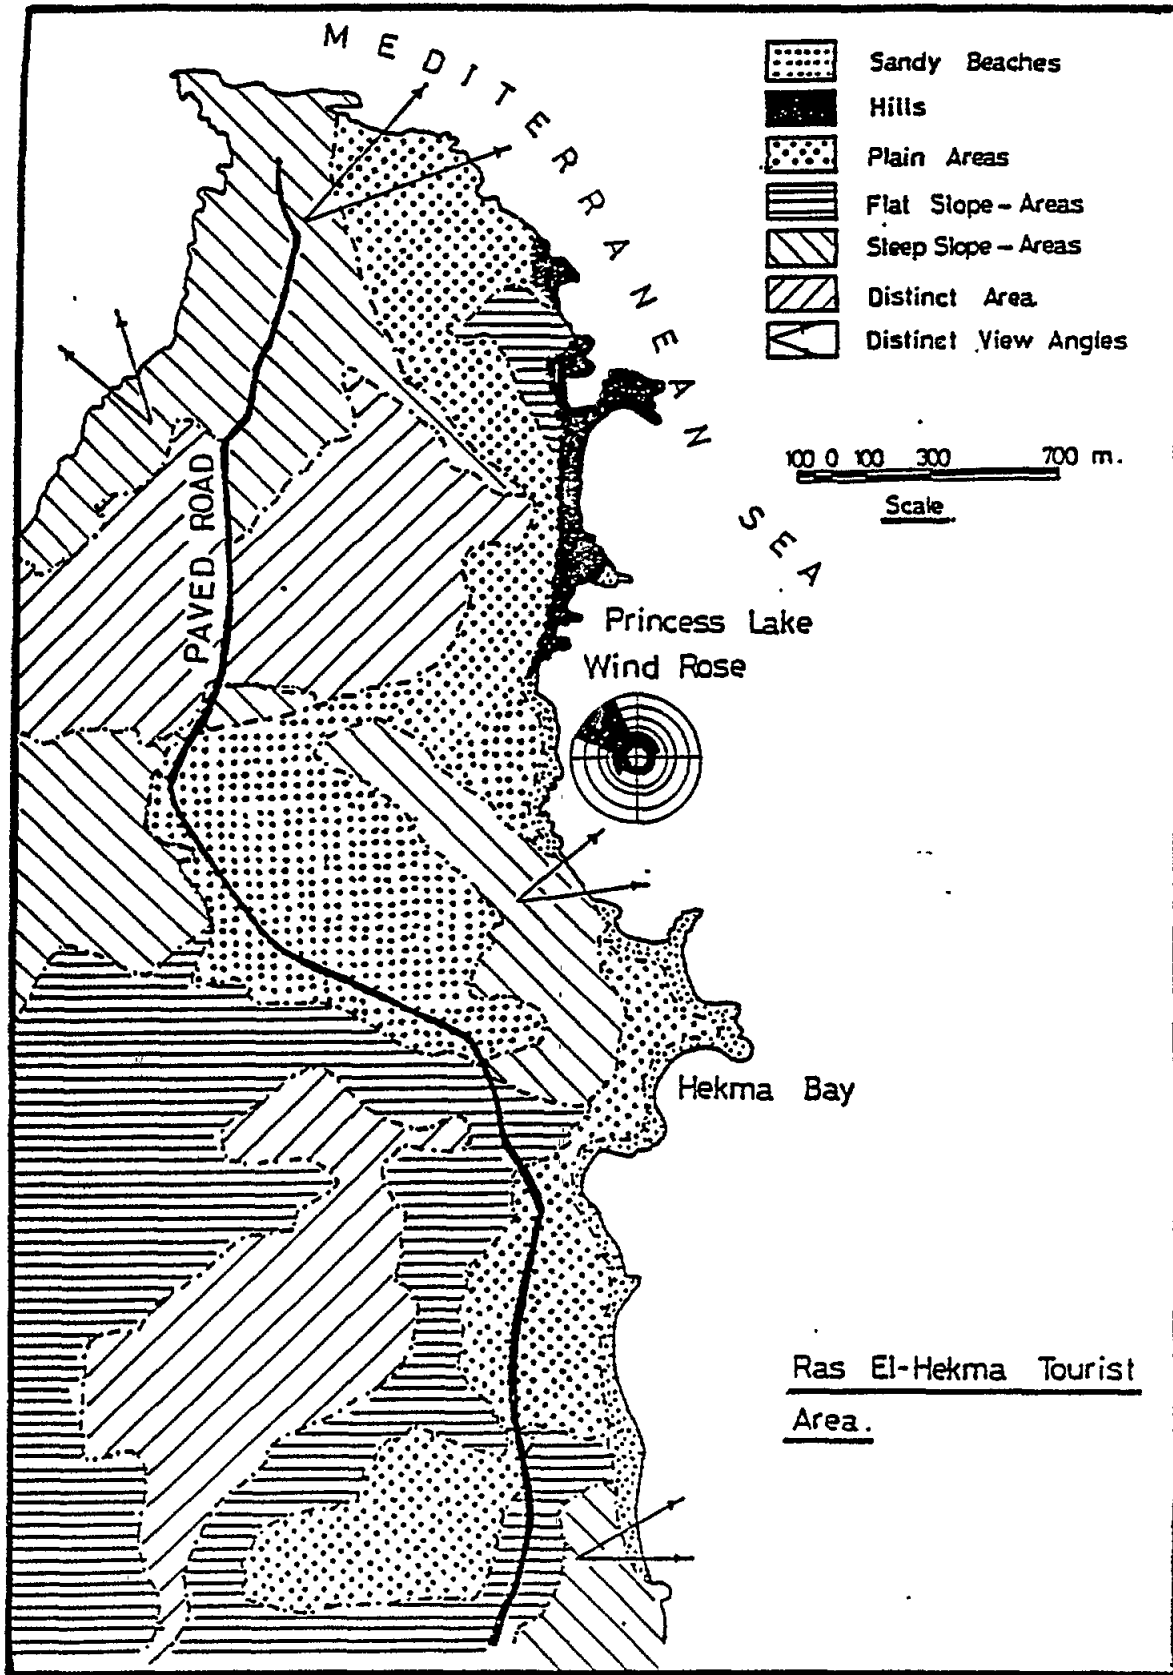 MEDITERRANEAN SEA
Sandy Beaches
Hills
Plain Areas
Flat Slope-Areas
Sleep Slope-Areas
Distinct Area
Distinct View Angles
100 0 100 300 700 m.
Scale
PAVED ROAD
Princess Lake
Wind Rose
Hekma Bay
Ras El-Hekma Tourist
Area.